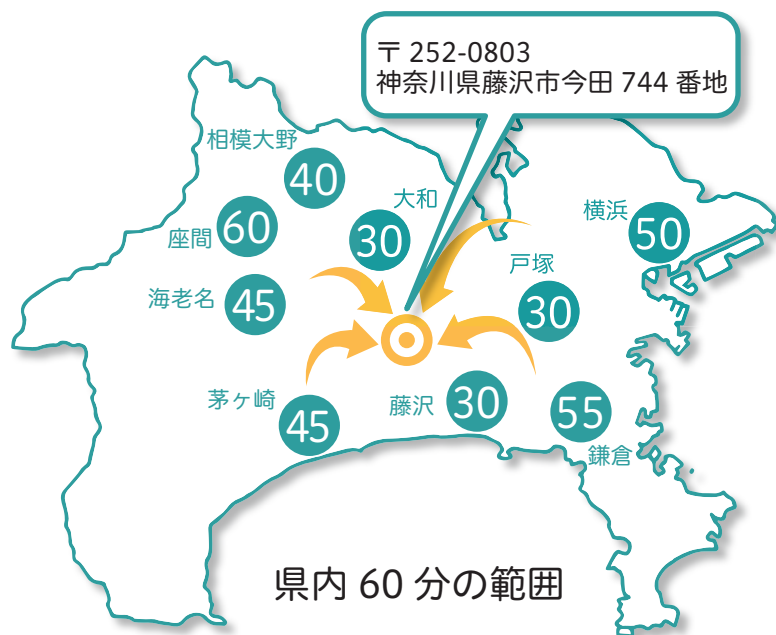 〒 252-0803
神奈川県藤沢市今田 744 番地
相模大野
40
大和
30
座間
60
横浜
50
戸塚
30
海老名
45
茅ヶ崎
45
藤沢
30
55
鎌倉
県内 60 分の範囲